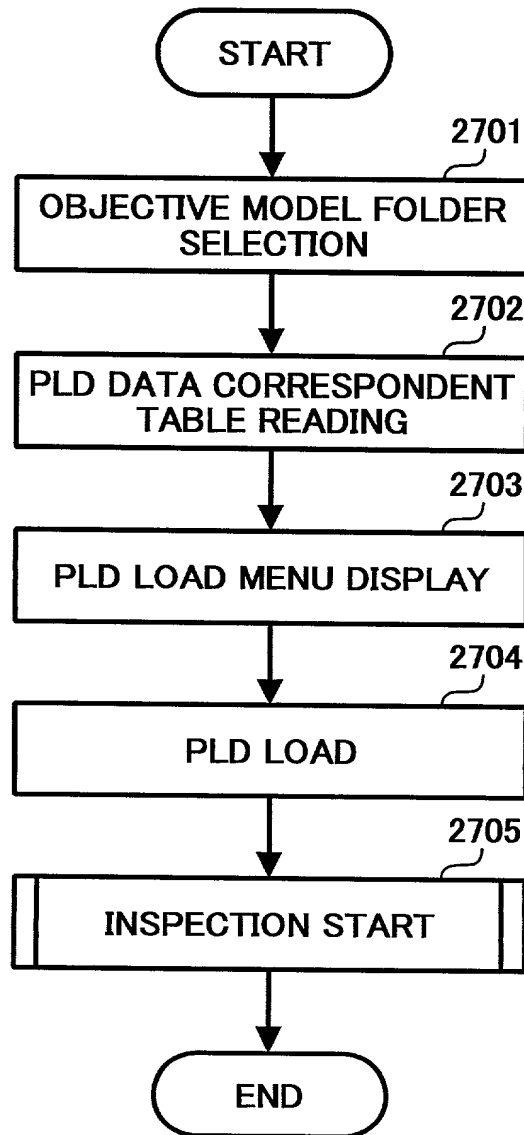 START
2701
OBJECTIVE MODEL FOLDER
SELECTION
2702
PLD DATA CORRESPONDENT
TABLE READING
2703
PLD LOAD MENU DISPLAY
2704
PLD LOAD
2705
INSPECTION START
END